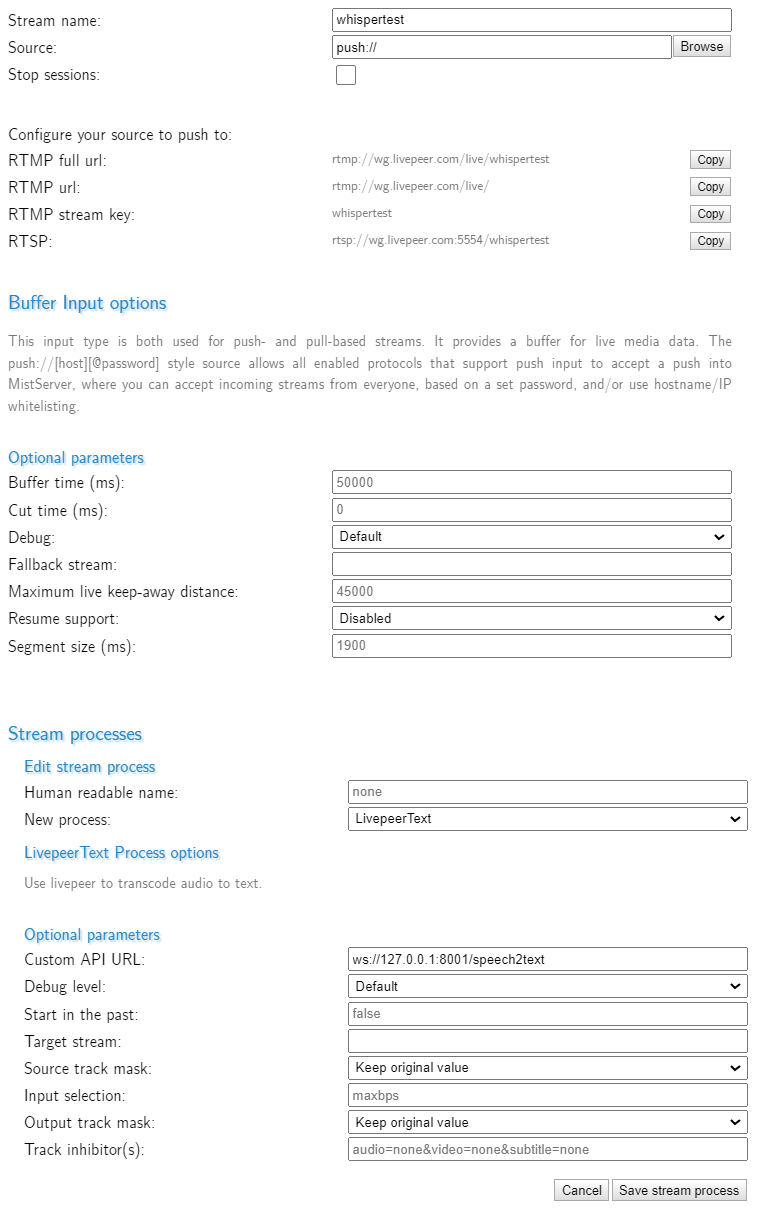 Stream name: whispertest
Source: push:// Browse
Stop sessions:
Configure your source to push to:
RTMP full url: rtmp://wg.livepeer.com/live/whispertest Copy
RTMP url: rtmp://wg.livepeer.com/live/ Copy
RTMP stream key: whispertest Copy
RTSP: rtsp://wg.livepeer.com:5554/whispertest Copy
Buffer Input options
This input type is both used for push- and pull-based streams. It provides a buffer for live media data. The
push://[host][@password] style source allows all enabled protocols that support push input to accept a push into
MistServer, where you can accept incoming streams from everyone, based on a set password, and/or use hostname/IP
whitelisting.
Optional parameters
Buffer time (ms): 50000
Cut time (ms): 0
Debug: Default
Fallback stream:
Maximum live keep-away distance: 45000
Resume support: Disabled
Segment size (ms): 1900
Stream processes
Edit stream process
Human readable name: none
New process: LivepeerText
LivepeerText Process options
Use livepeer to transcode audio to text.
Optional parameters
Custom API URL: ws://127.0.0.1:8001/speech2text
Debug level: Default
Start in the past: false
Target stream:
Source track mask: Keep original value
Input selection: maxbps
Output track mask: Keep original value
Track inhibitor(s): audio=none&video=none&subtitle=none
Cancel Save stream process